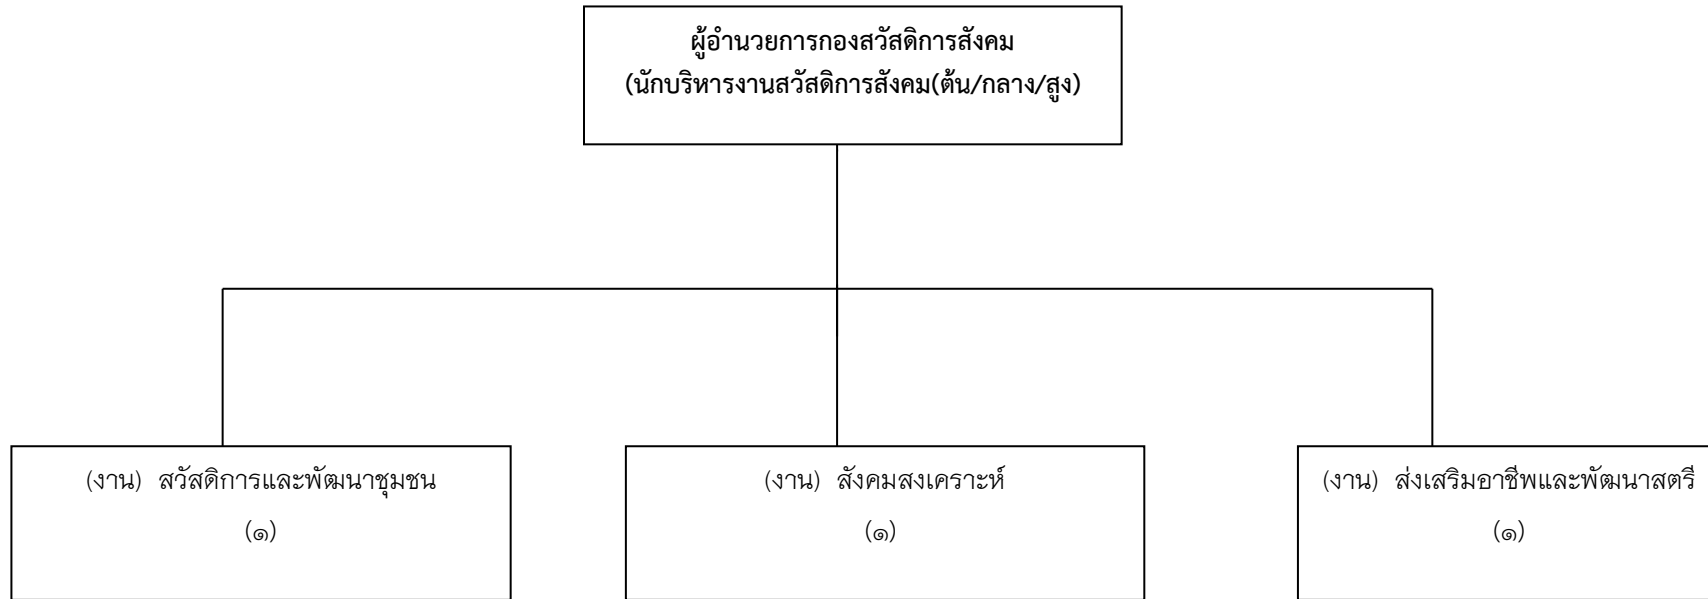 ผู้อำนวยการกองสวัสดิการสังคม
(นักบริหารงานสวัสดิการสังคม(ต้น/กลาง/สูง)
(งาน) สวัสดิการและพัฒนาชุมชน
(๑)
(งาน) สังคมสงเคราะห์
(๑)
(งาน) ส่งเสริมอาชีพและพัฒนาสตรี
(๑)